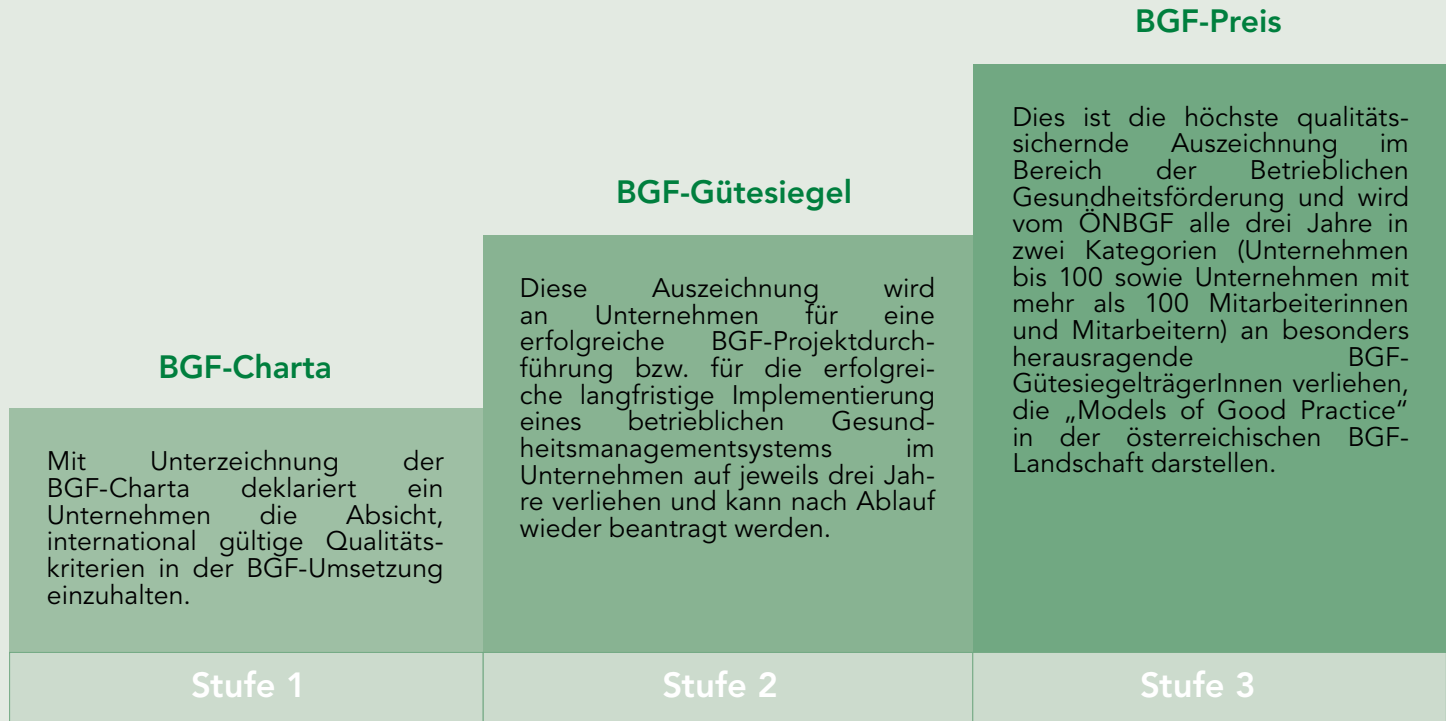 BGF-Charta
Mit Unterzeichnung der
BGF-Charta deklariert ein
Unternehmen die Absicht,
international gültige Qualitäts-
kriterien in der BGF-Umsetzung
einzuhalten.
Stufe 1
BGF-Gütesiegel
Diese Auszeichnung wird
an Unternehmen für eine
erfolgreiche BGF-Projektdurch-
führung bzw. für die erfolgrei-
che langfristige Implementierung
eines betrieblichen Gesund-
heitsmanagementsystems im
Unternehmen auf jeweils drei Jah-
re verliehen und kann nach Ablauf
wieder beantragt werden.
Stufe 2
BGF-Preis
Dies ist die höchste qualitäts-
sichernde Auszeichnung im
Bereich der Betrieblichen
Gesundheitsförderung und wird
vom ÖNBGF alle drei Jahre in
zwei Kategorien (Unternehmen
bis 100 sowie Unternehmen mit
mehr als 100 Mitarbeiterinnen
und Mitarbeitern) an besonders
herausragende BGF-
GütesiegelträgerInnen verliehen,
die „Models of Good Practice“
in der österreichischen BGF-
Landschaft darstellen.
Stufe 3